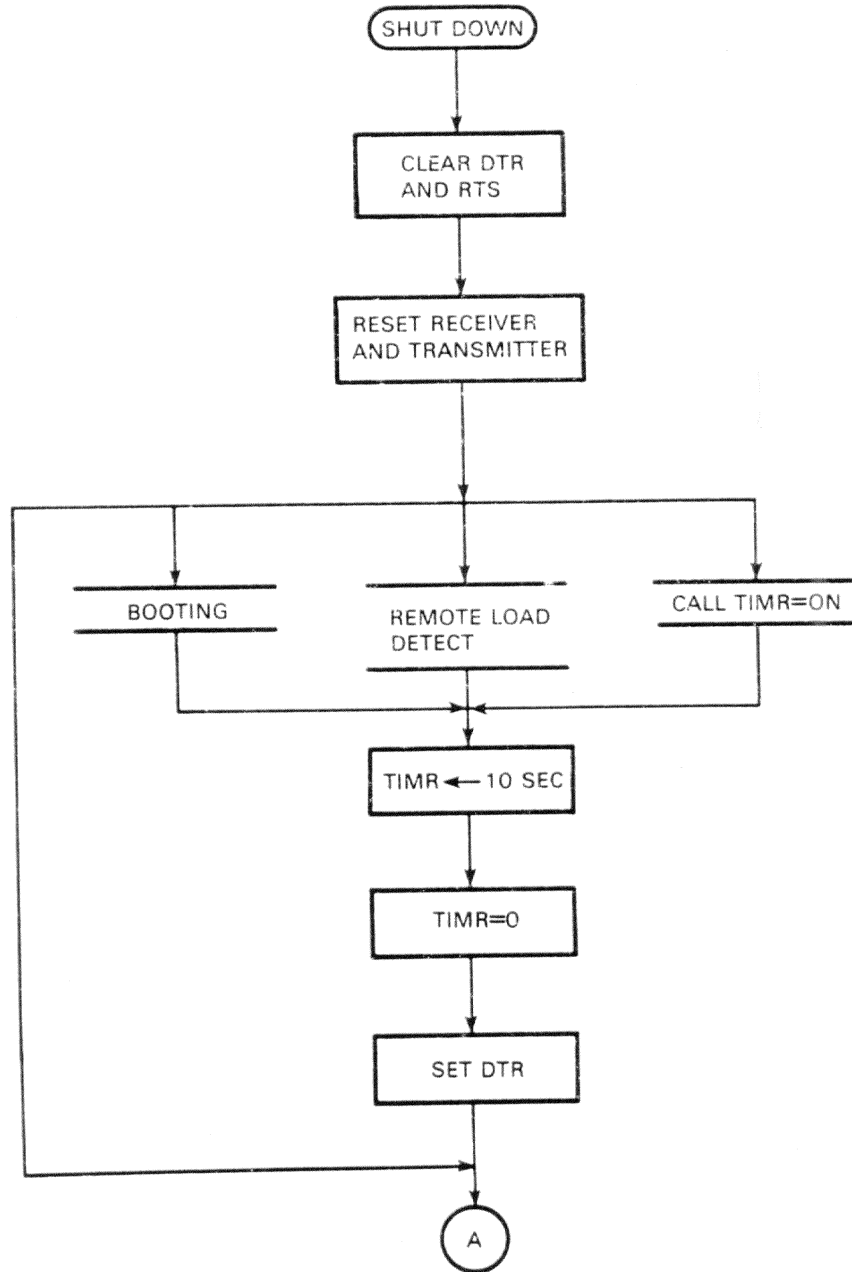 SHUT DOWN
CLEAR DTR
AND RTS
RESET RECEIVER
AND TRANSMITTER
BOOTING
REMOTE LOAD
DETECT
CALL TIMR=ON
TIMR ← 10 SEC
TIMR=0
SET DTR
A